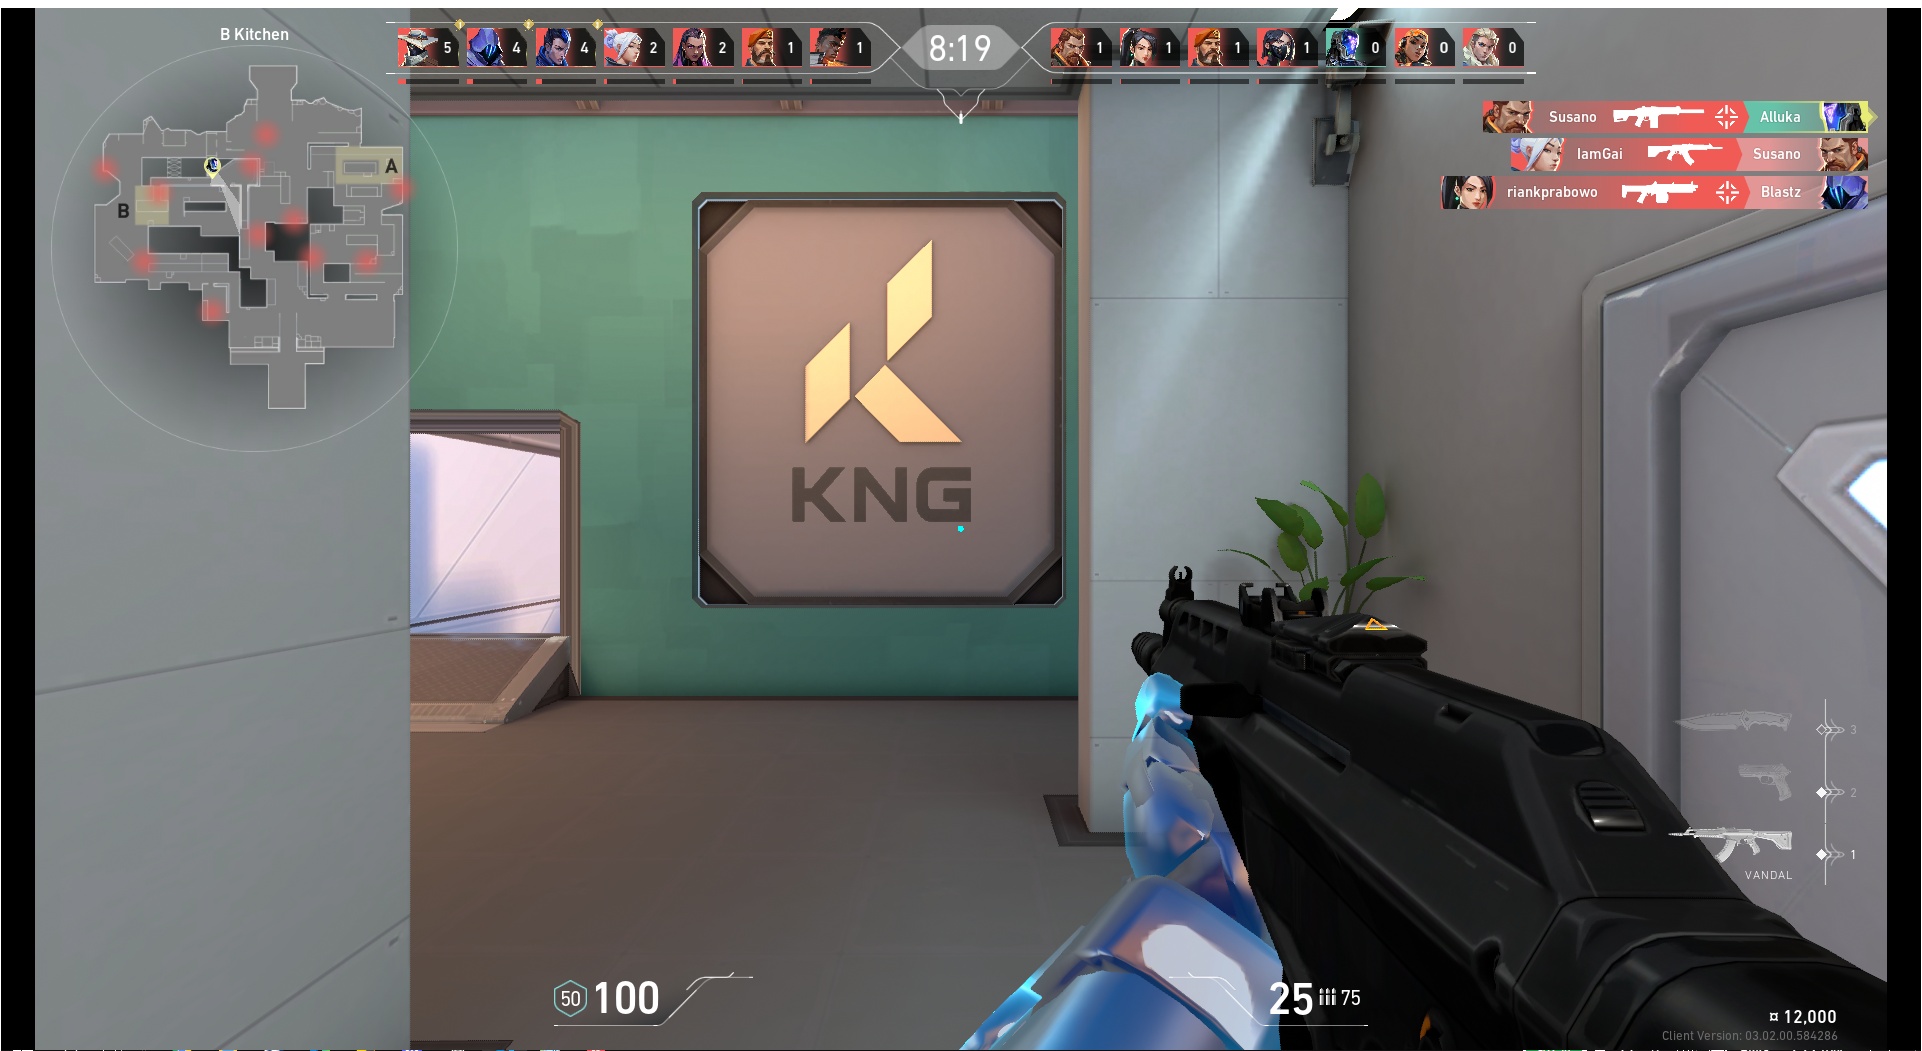 B Kitchen
5 4 4 2 2 1 1
8:19
1 1 1 1 0 0 0
Susano Alluka
IamGai Susano
riankprabowo Blastz
A
B
KNG
3
2
1
VANDAL
50 100
25 75
¤ 12,000
Client Version: 03.02.00.584286